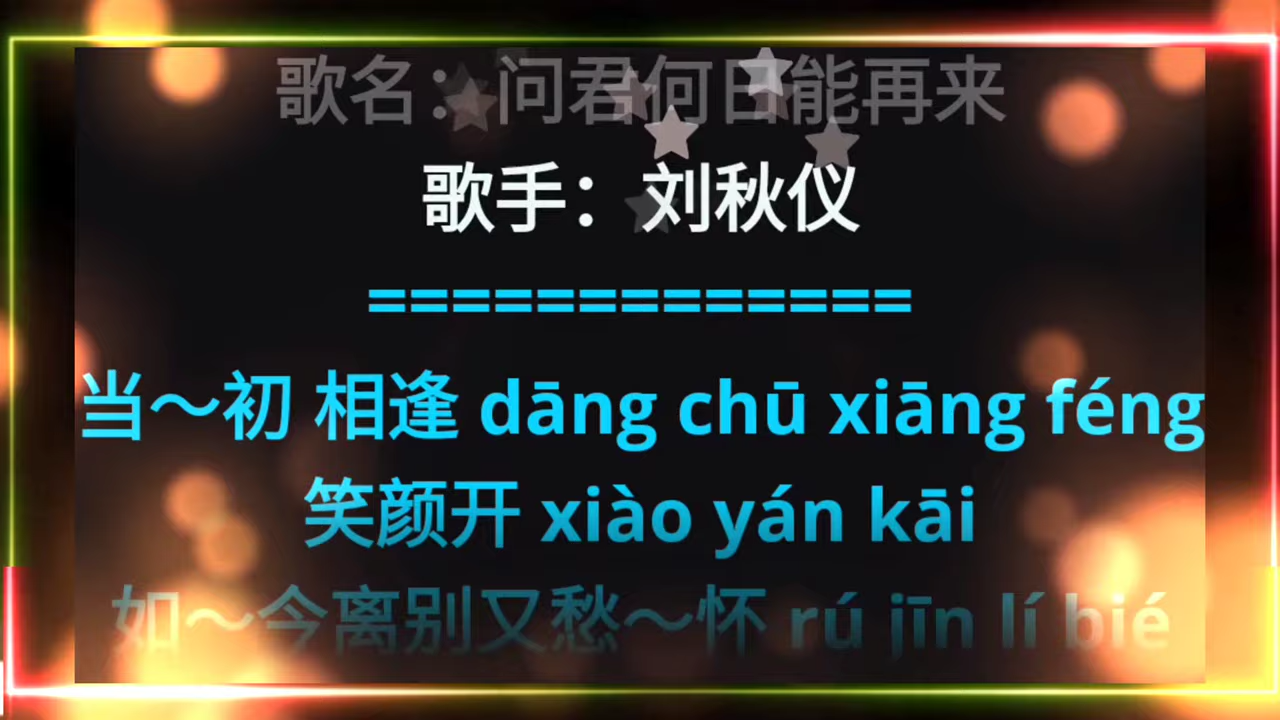 歌名：问君何日能再来
歌手：刘秋仪
=============
当～初 相逢 dāng chū xiāng féng
笑颜开 xiào yán kāi
如～今离别又愁～怀 rú jīn lí bié